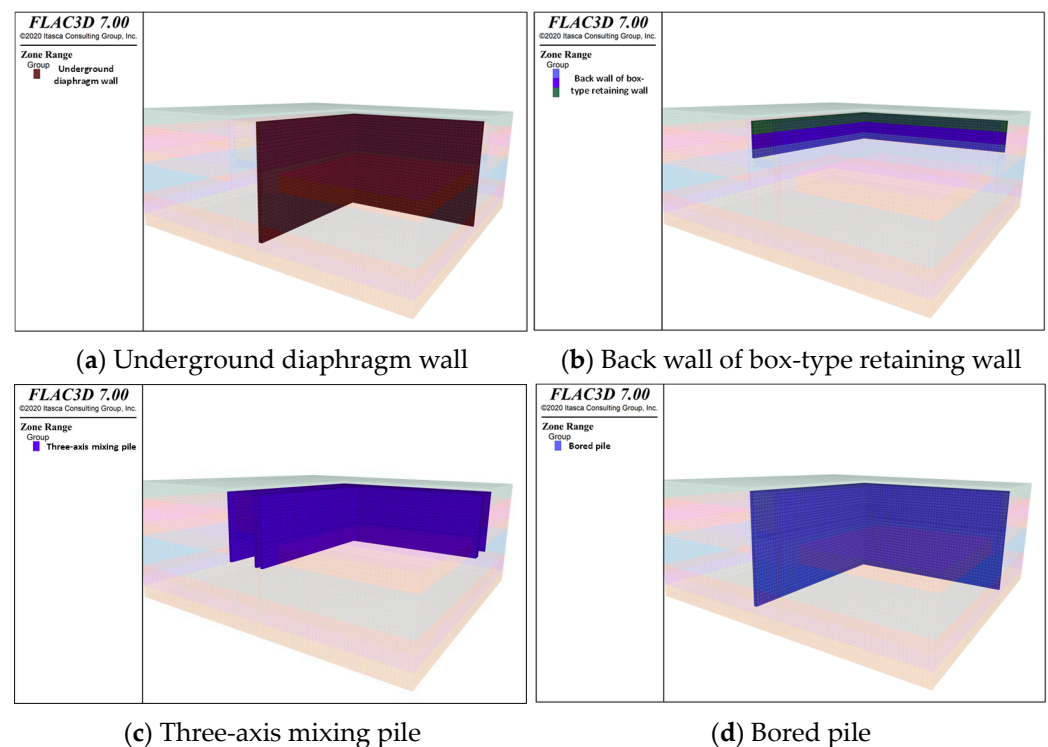 FLAC3D 7.00
©2020 Itasca Consulting Group, Inc.
Zone Range
Group
Underground
diaphragm wall
(a) Underground diaphragm wall
FLAC3D 7.00
©2020 Itasca Consulting Group, Inc.
Zone Range
Group
Back wall of box-
type retaining wall
(b) Back wall of box-type retaining wall
FLAC3D 7.00
©2020 Itasca Consulting Group, Inc.
Zone Range
Group
Three-axis mixing pile
(c) Three-axis mixing pile
FLAC3D 7.00
©2020 Itasca Consulting Group, Inc.
Zone Range
Group
Bored pile
(d) Bored pile